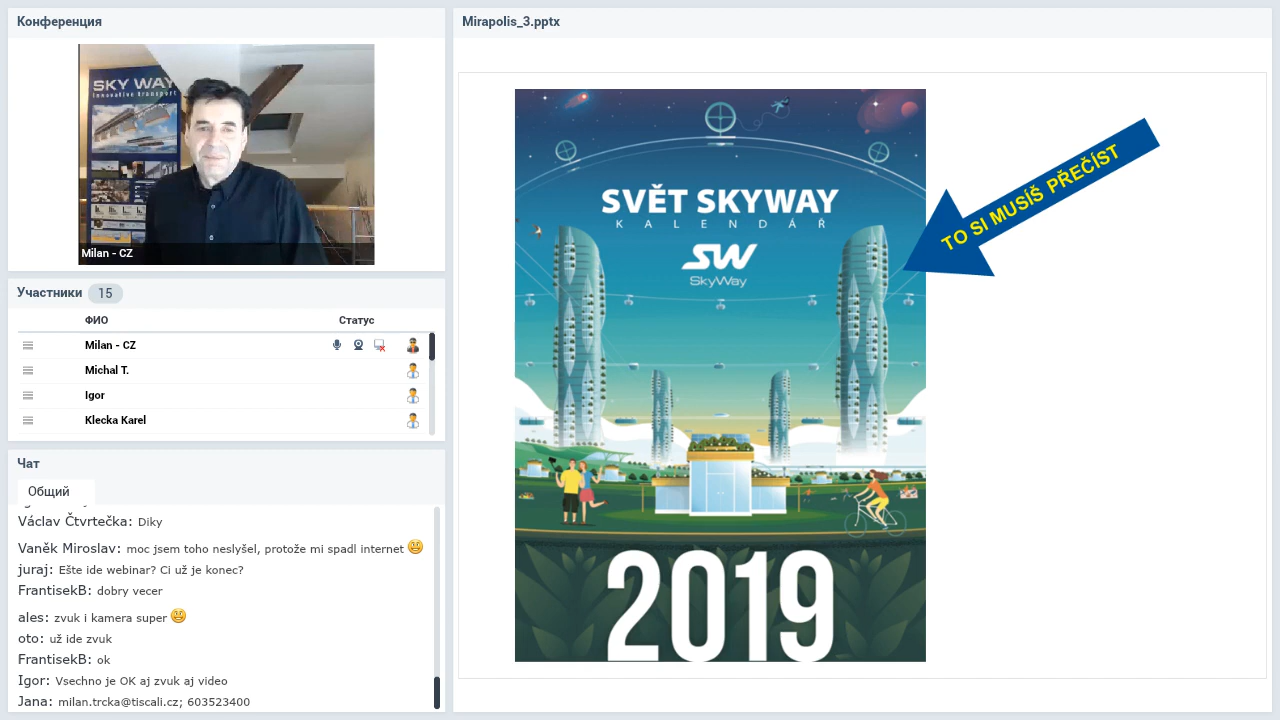 Конференция
SKY WAY
Innovative transport
Milan - CZ
Участники 15
ФИО Статус
Milan - CZ
Michal T.
Igor
Klecka Karel
Чат
Общий
Václav Čtvrtečka: Diky
Vaněk Miroslav: moc jsem toho neslyšel, protože mi spadl internet
juraj: Ešte ide webinar? Ci už je konec?
FrantisekB: dobry vecer
ales: zvuk i kamera super
oto: už ide zvuk
FrantisekB: ok
Igor: Vsechno je OK aj zvuk aj video
Jana: milan.trcka@tiscali.cz; 603523400
Mirapolis_3.pptx
SVĚT SKYWAY
KALENDÁŘ
SW
SkyWay
TO SI MUSÍŠ PŘEČÍST
2019